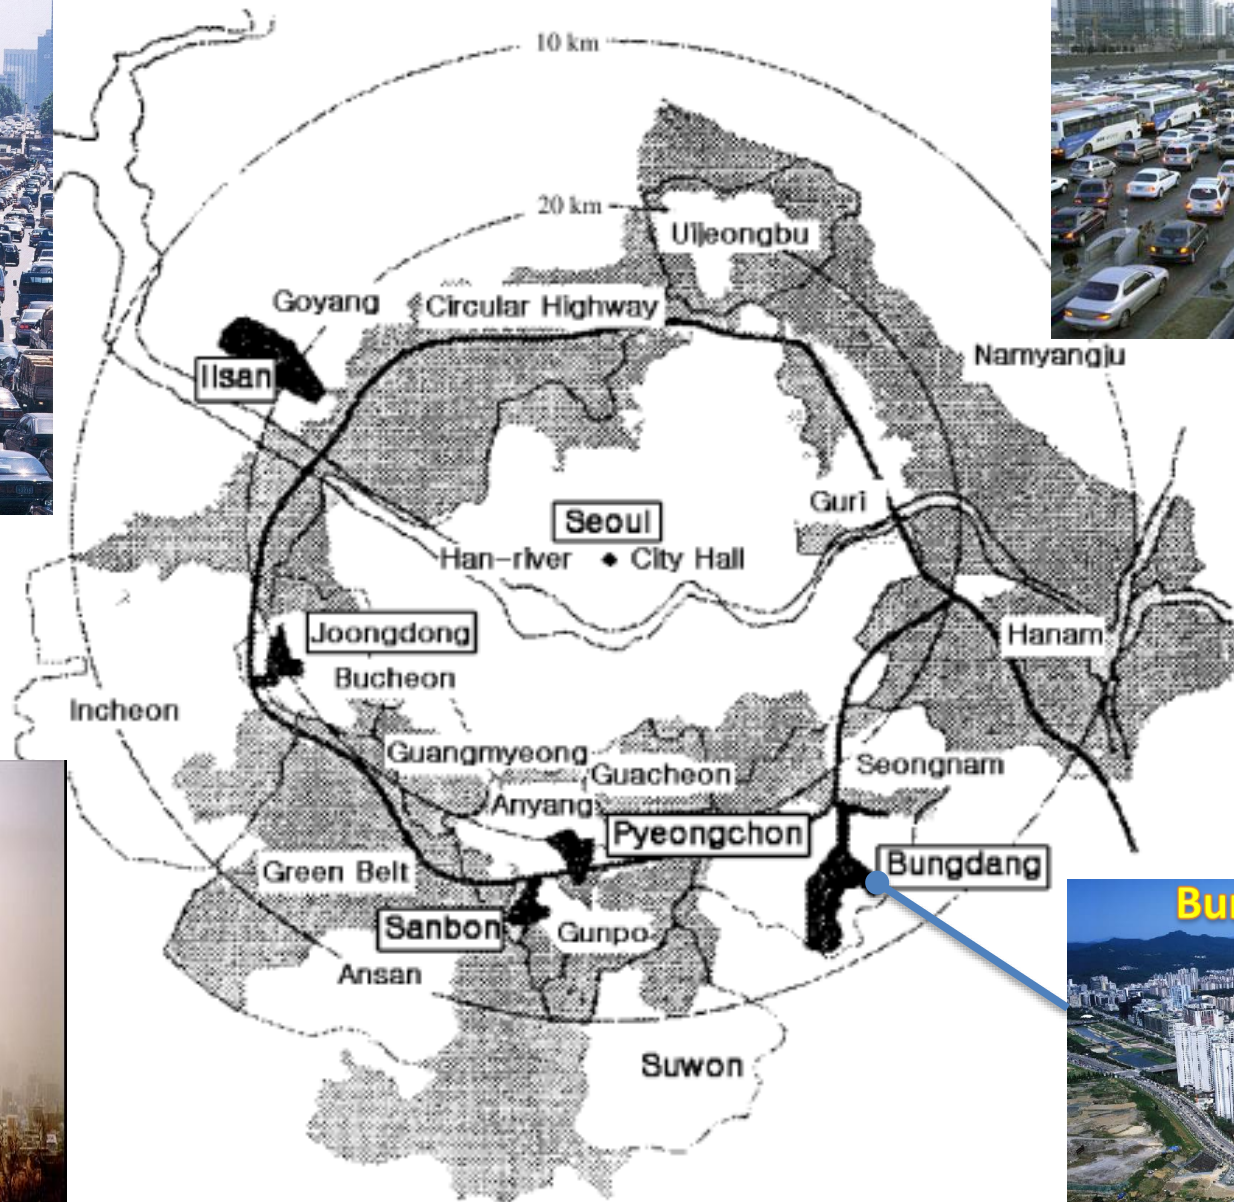 10 km
20 km
Uijeongbu
Goyang
Circular Highway
Namyangju
Ilsan
Guri
Seoul
Han-river
City Hall
Joongdong
Hanam
Bucheon
Incheon
Guangmyeong
Guacheon
Seongnam
Anyang
Pyeongchon
Bungdang
Green Belt
Sanbon
Gunpo
Bun
Ansan
Suwon